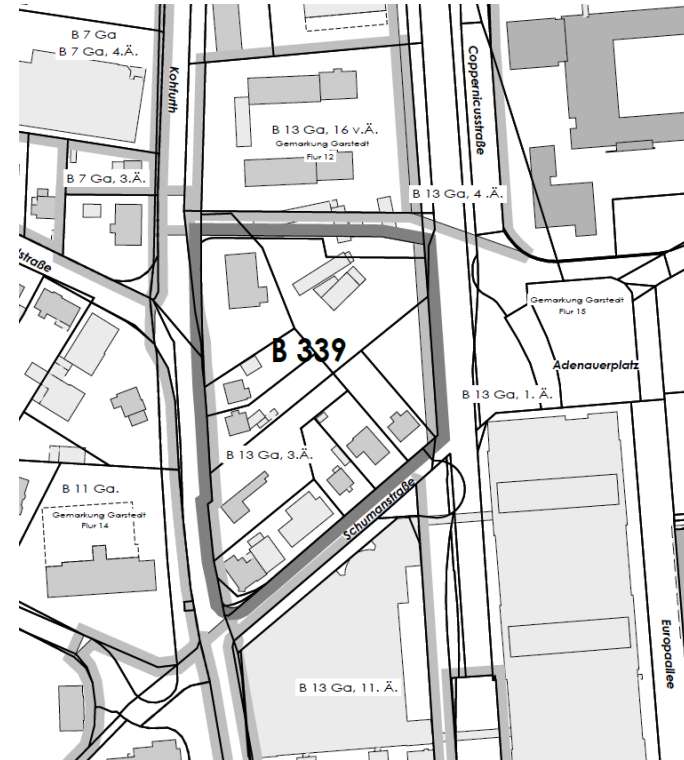 B 7 Ga
B 7 Ga, 4.Ä.
Kohfurth
Coppernicusstraße
B 13 Ga, 16 v.Ä.
Gemarkung Garstedt
Flur 12
B 7 Ga, 3.Ä.
B 13 Ga, 4 .Ä.
lstraße
Gemarkung Garstedt
Flur 15
B 339
Adenauerplatz
B 13 Ga, 1. Ä.
B 13 Ga, 3.Ä.
B 11 Ga.
Gemarkung Garstedt
Flur 14
Schumanstraße
Europaallee
B 13 Ga, 11. Ä.